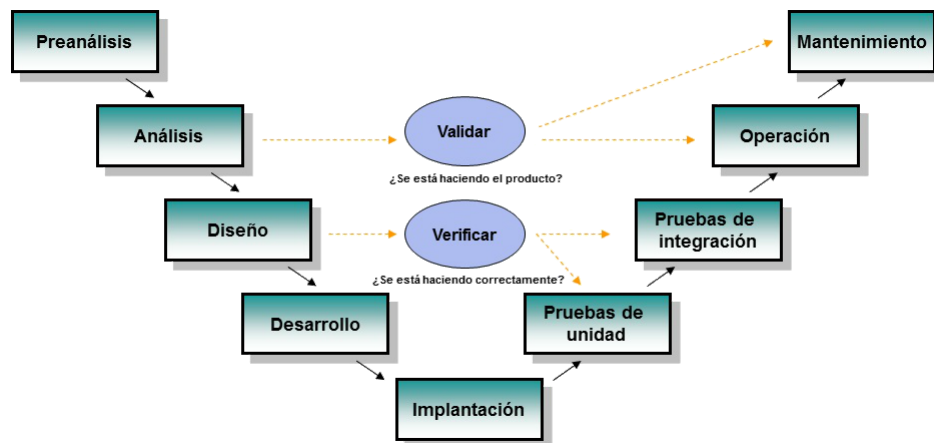 Preanálisis
Mantenimiento
Análisis
Validar
Operación
¿Se está haciendo el producto?
Diseño
Verificar
Pruebas de
integración
¿Se está haciendo correctamente?
Desarrollo
Pruebas de
unidad
Implantación